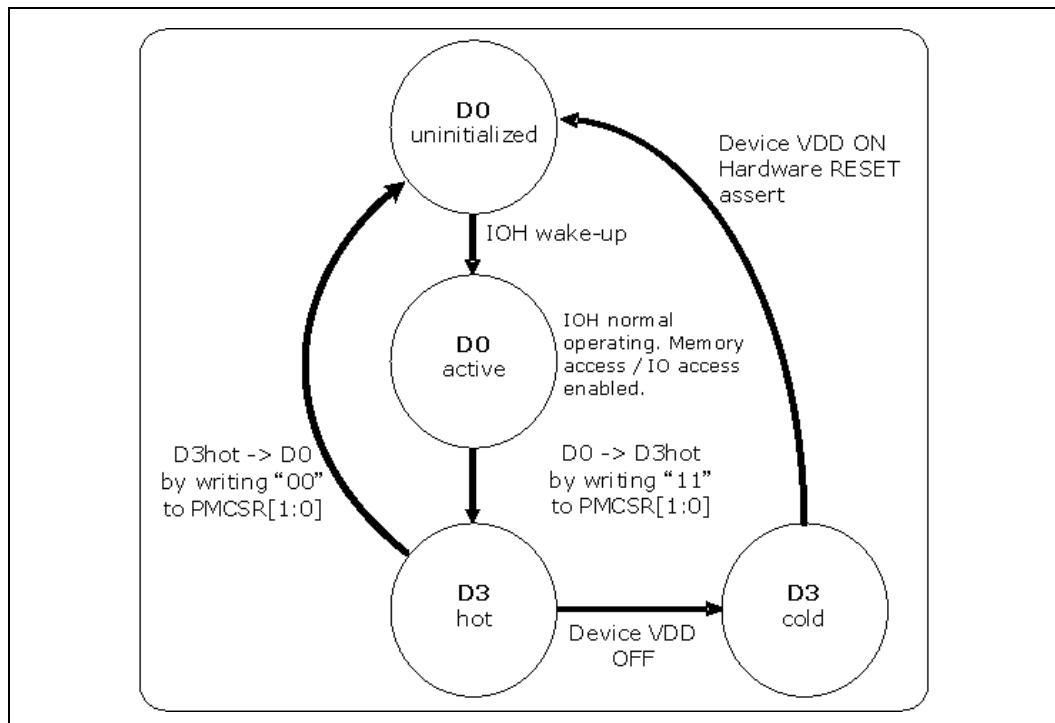 D0
uninitialized
Device VDD ON
Hardware RESET
assert
IOH wake-up
D0
active
IOH normal
operating. Memory
access / IO access
enabled.
D3hot -> D0
by writing “00”
to PMCSR[1:0]
D0 -> D3hot
by writing “11”
to PMCSR[1:0]
D3
hot
Device VDD
OFF
D3
cold